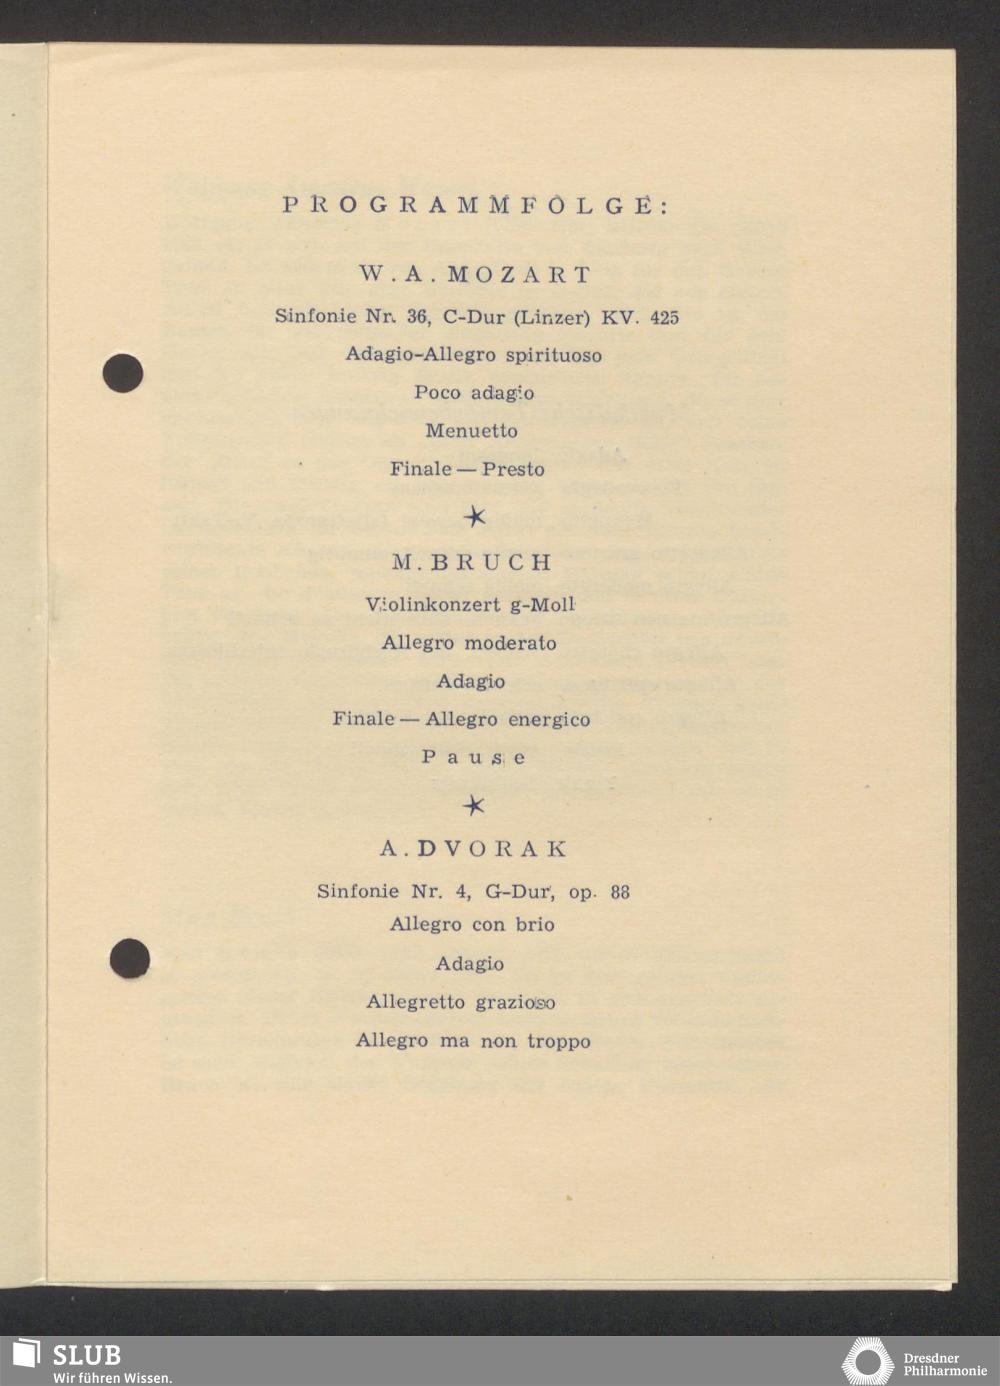 PROGRAMMFOLGE:
W. A. MOZART
Sinfonie Nr. 36, C-Dur (Linzer) KV. 425
Adagio-Allegro spirituoso
Poco adagio
Menuetto
Finale — Presto
M. BRUCH
Violinkonzert g-Moll
Allegro moderato
Adagio
Finale — Allegro energico
Pause
A. DVORAK
Sinfonie Nr. 4, G-Dur, op. 88
Allegro con brio
Adagio
Allegretto grazioso
Allegro ma non troppo
SLUB
Wir führen Wissen.
Dresdner
Philharmonie